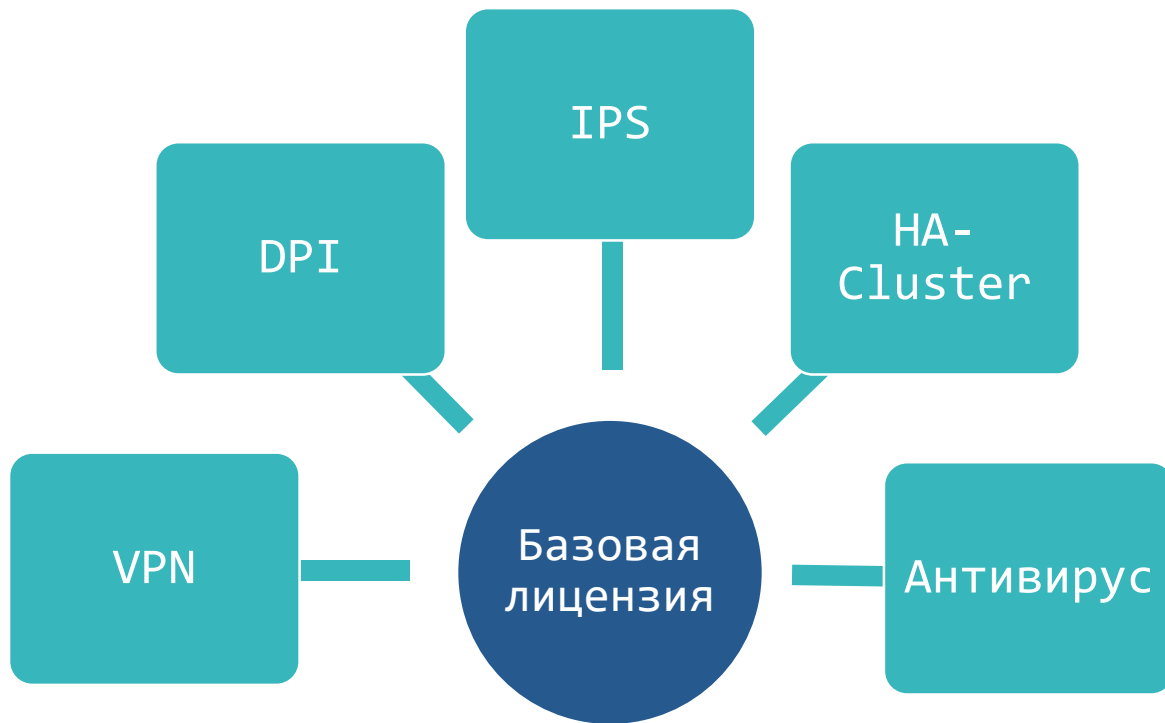 IPS
DPI
HA-
Cluster
VPN
Базовая
лицензия
Антивирус